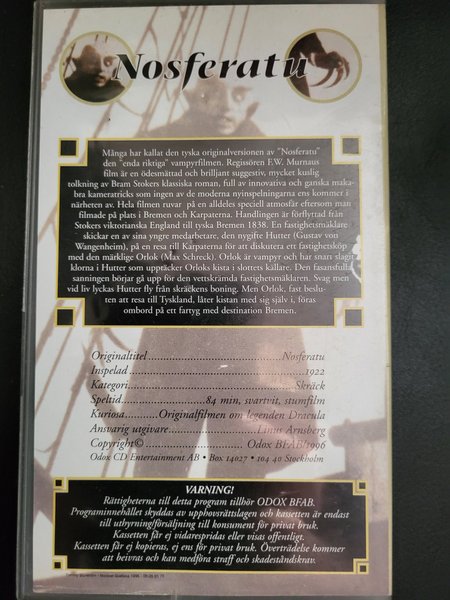 Nosferatu
Många har kallat den tyska originalversionen av "Nosferatu"
den "enda riktiga" vampyrfilmen. Regissören F.W. Murnaus
film är en ödesmättad och brilljant suggestiv, mycket kuslig
tolkning av Bram Stokers klassiska roman, full av innovativa och ganska maka-
bra kameratricks som ingen av de moderna nyinspelningarna ens kommer i
närheten av. Hela filmen ruvar på en alldeles speciell atmosfär eftersom man
filmade på plats i Bremen och Karpaterna. Handlingen är förflyttad från
Stokers viktorianska England till tyska Bremen 1838. En fastighetsmäklare
skickar en av sina yngre medarbetare, den nygifte Hutter (Gustav von
Wangenheim), på en resa till Karpaterna för att diskutera ett fastighetsköp
med den märklige Orlok (Max Schreck). Orlok är vampyr och har snart slagit
klorna i Hutter som upptäcker Orloks kista i slottets källare. Den fasansfulla
sanningen börjar gå upp för den vettskrämda fastighetsmäklaren. Svag men
vid liv lyckas Hutter fly från skräckens boning. Men Orlok, fast beslu-
ten att resa till Tyskland, låter kistan med sig själv i, föras
ombord på ett fartyg med destination Bremen.
Originaltitel......Nosferatu
Inspelad......1922
Kategori......Skräck
Speltid......84 min, svartvit, stumfilm
Kuriosa......Originalfilmen om legenden Dracula
Ansvarig utgivare......Linus Arnsberg
Copyright©......Odox BFAB/1996
Odox CD Entertainment AB • Box 14027 • 104 40 Stockholm
VARNING!
Rättigheterna till detta program tillhör ODOX BFAB.
Programinnehållet skyddas av upphovrättslagen och kassetten är endast
till uthyrning/försäljning till konsument för privat bruk.
Kassetten får ej vidarespridas eller visas offentligt.
Kassetten får ej kopieras, ej ens för privat bruk. Överträdelse kommer
att beivras och kan medföra straff och skadeståndskrav.